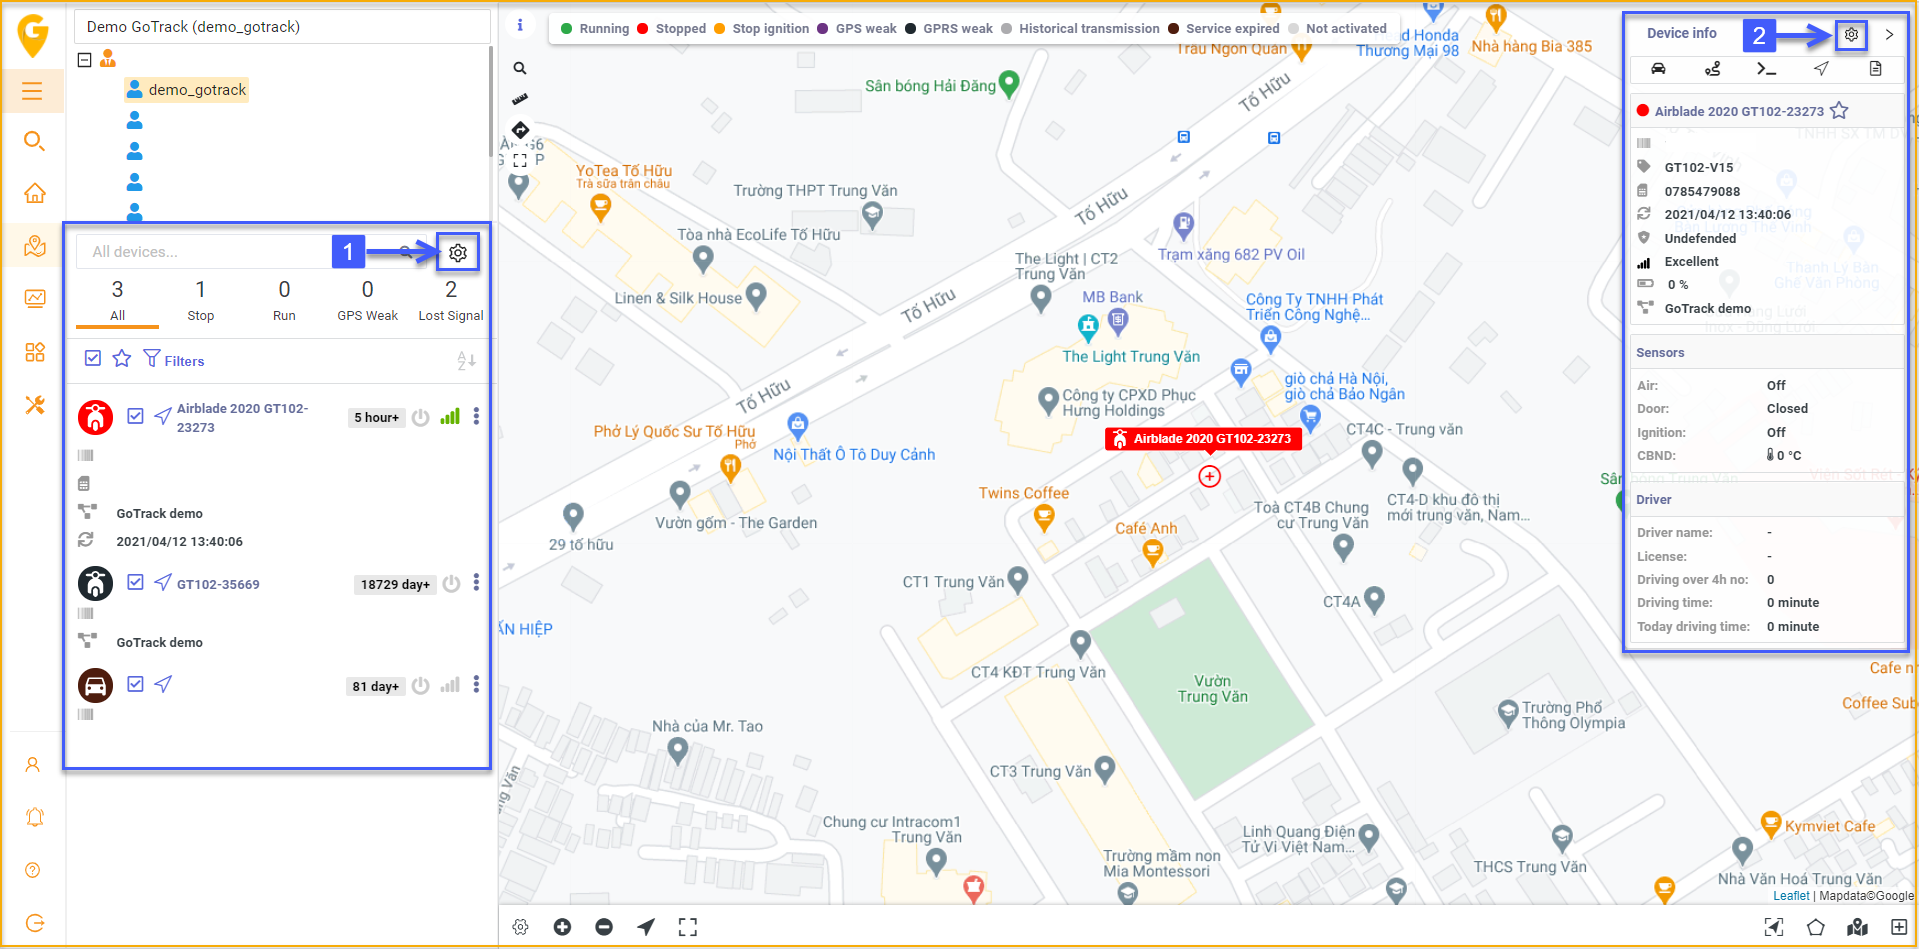 Demo GoTrack (demo_gotrack)
demo_gotrack
All devices...
1
3
All
1
Stop
0
Run
0
GPS Weak
2
Lost Signal
Filters
Airblade 2020 GT102-
23273
5 hour+
GoTrack demo
2021/04/12 13:40:06
GT102-35669
18729 day+
GoTrack demo
81 day+
Running
Stopped
Stop ignition
GPS weak
GPRS weak
Historical transmission
Service expired
Not activated
Thương Mại 98
Nhà hàng Bia 385
Trâu Ngon Quán
Sân bóng Hải Đăng
Tố Hữu
YoTea Tố Hữu
Trà sữa trân châu
Trường THPT Trung Văn
Tố Hữu
Tòa nhà EcoLife Tố Hữu
Trạm xăng 682 PV Oil
The Light | CT2
Trung Văn
Linen & Silk House
Tố Hữu
MB Bank
Công Ty TNHH Phát
Triển Công Nghệ...
The Light Trung Văn
Tố Hữu
giò chả Hà Nội,
giò chả Bảo Ngân
Công ty CPXD Phục
Hưng Holdings
Phở Lý Quốc Sư Tố Hữu
Phở
Nội Thất Ô Tô Duy Cảnh
Airblade 2020 GT102-23273
CT4C - Trung văn
Twins Coffee
CT4-D khu đô thị
mới trung văn, Nam...
Toà CT4B Chung
cư Trung Văn
Vườn gốm - The Garden
Café Anh
29 tố hữu
CT1 Trung Văn
CT4A
ẤN HIỆP
CT4 KĐT Trung Văn
Vườn
Trung Văn
Trường Phổ
Thông Olympia
Nhà của Mr. Tao
CT3 Trung Văn
Chung cư Intracom1
Trung Văn
Linh Quang Điện
Tử Vi Việt Nam...
Kymviet Cafe
Trường mầm non
Mia Montessori
THCS Trung Văn
Nhà Văn Hoá Trung Văn
Leaflet | Mapdata©Google
Device info
2
Airblade 2020 GT102-23273
GT102-V15
0785479088
2021/04/12 13:40:06
Undefended
Excellent
0 %
GoTrack demo
Sensors
Air: Off
Door: Closed
Ignition: Off
CBND: 0 °C
Driver
Driver name: -
License: -
Driving over 4h no: 0
Driving time: 0 minute
Today driving time: 0 minute
Cafe n
Coffee Sub